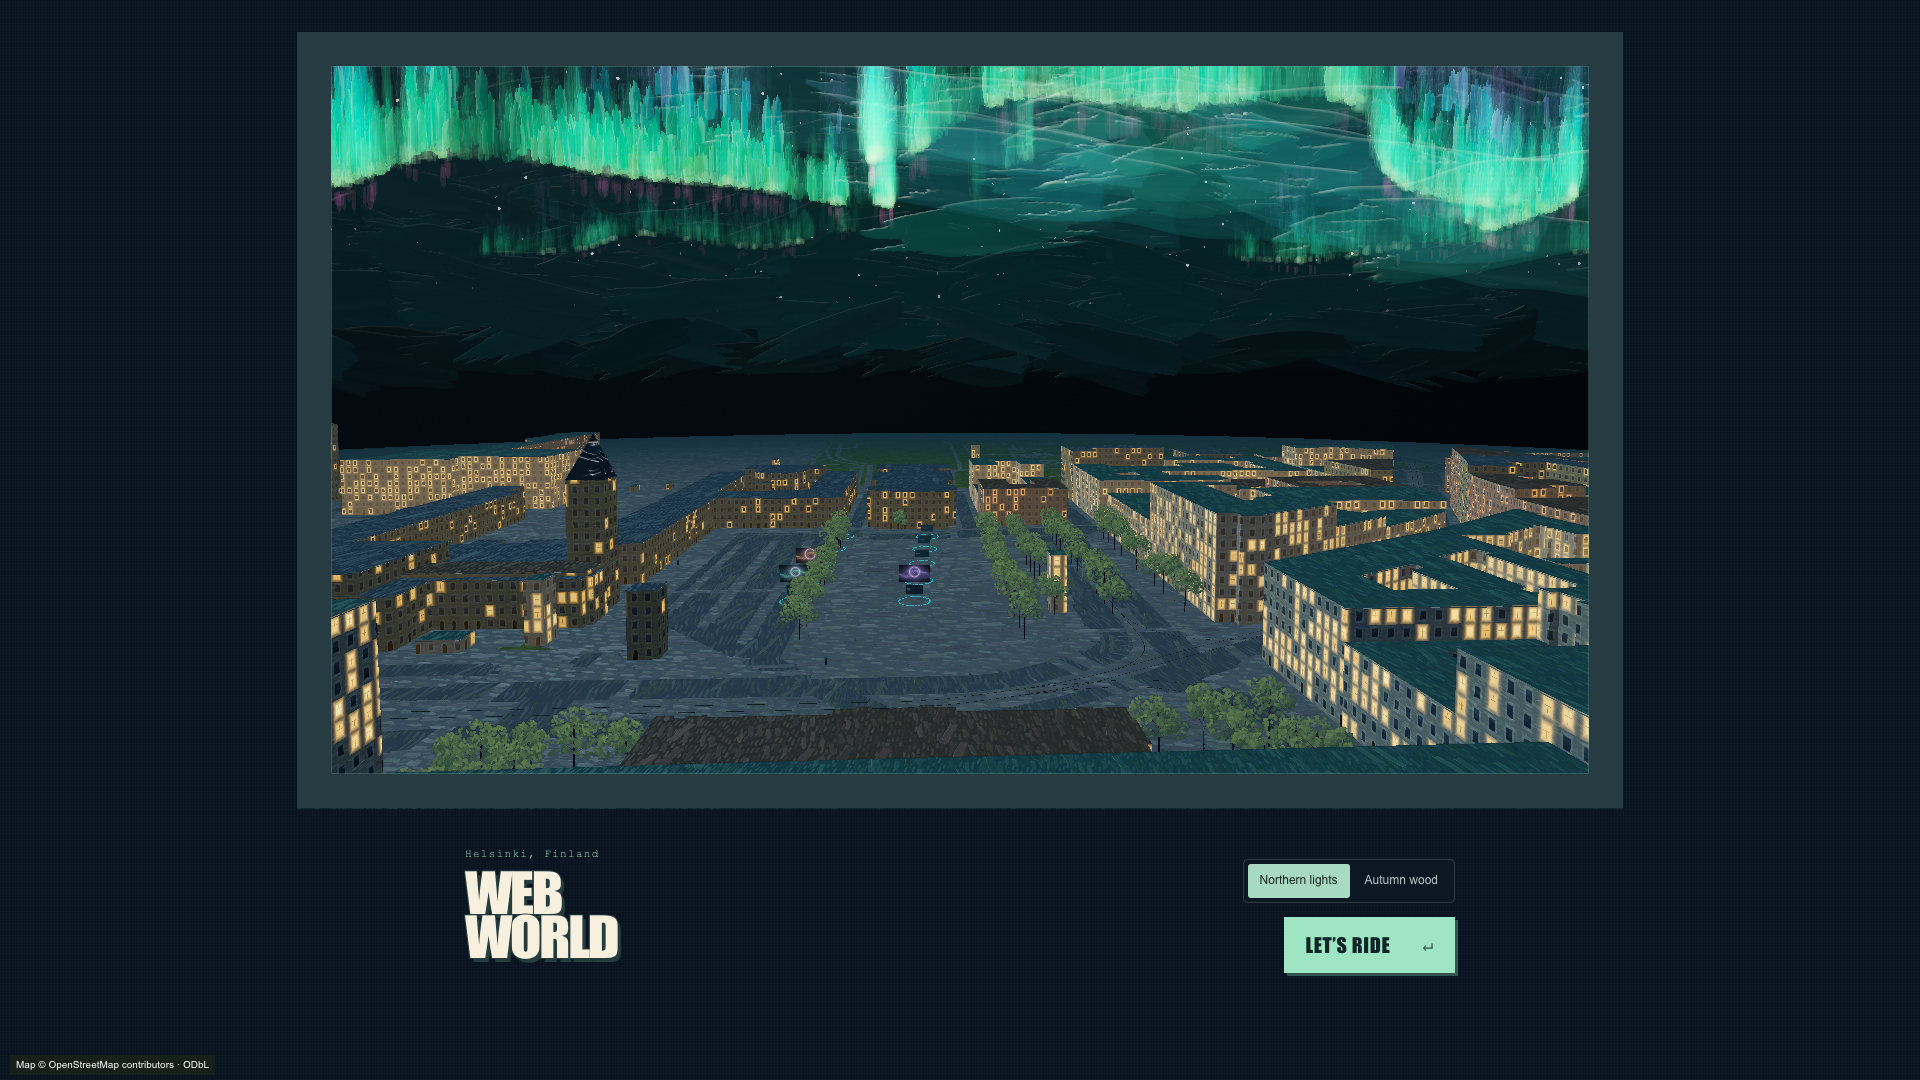 Helsinki, Finland
WEB
WORLD
Northern lights
Autumn wood
LET'S RIDE ↵
Map © OpenStreetMap contributors · ODbL